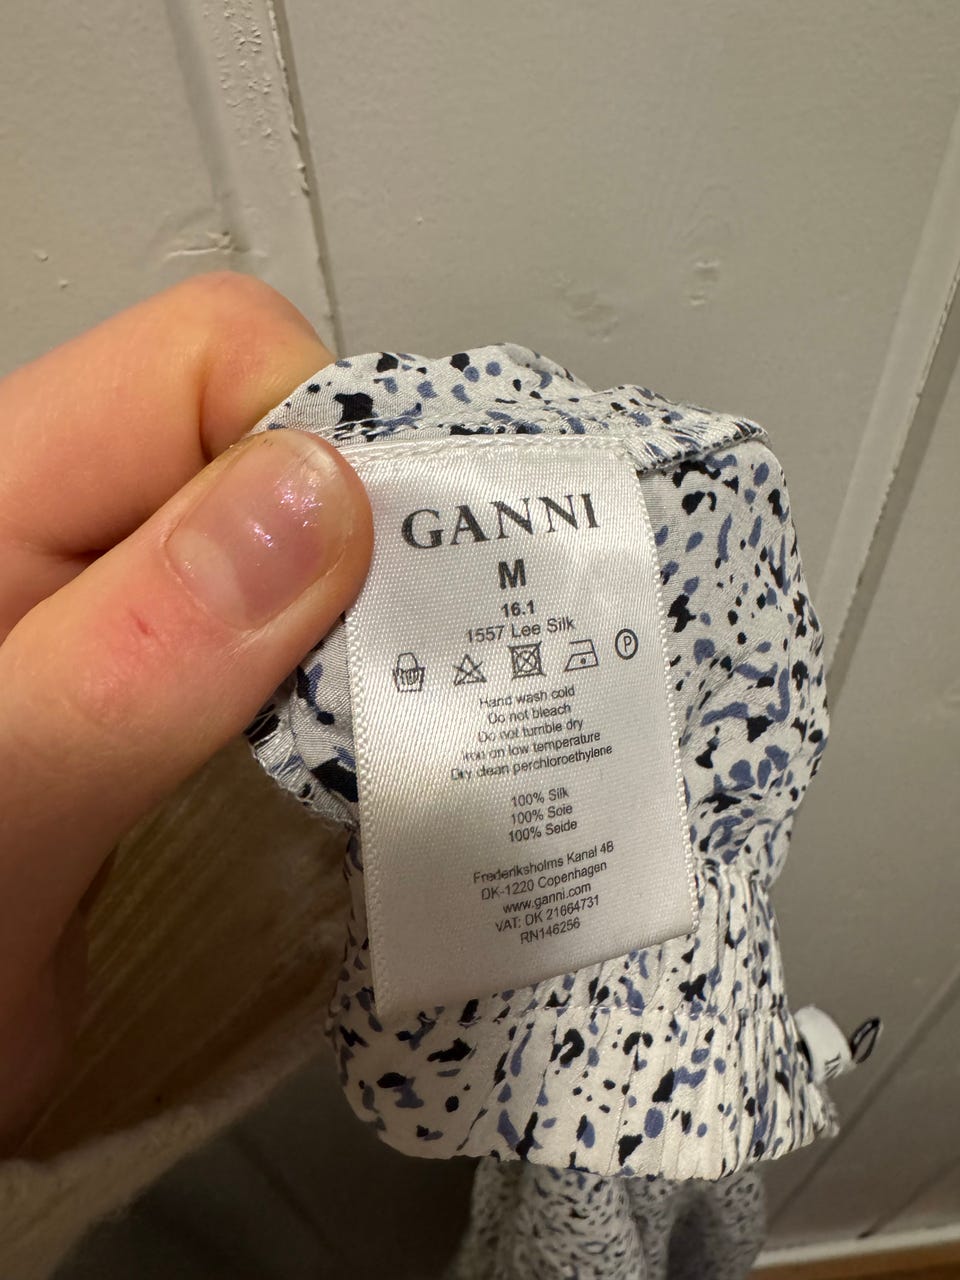 GANNI
M
16.1
1557 Lee Silk
P
Hand wash cold
Do not bleach
Do not tumble dry
Iron on low temperature
Dry clean perchloroethylene
100% Silk
100% Soie
100% Seide
Frederiksholms Kanal 4B
DK-1220 Copenhagen
www.ganni.com
VAT: DK 21664731
RN146256